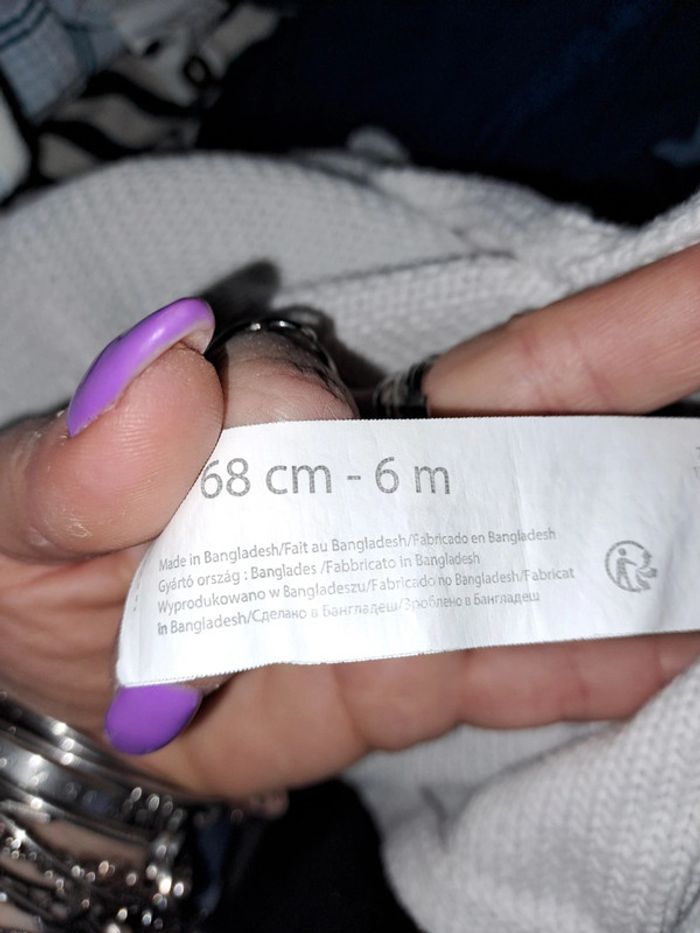 68 cm - 6 m
Made in Bangladesh/Fait au Bangladesh/Fabricado en Bangladesh
Gyártó ország : Banglades /Fabbricato in Bangladesh
Wyprodukowano w Bangladeszu/Fabricado no Bangladesh/Fabricat
în Bangladesh/Сделано в Бангладеш/Зроблено в Бангладеш